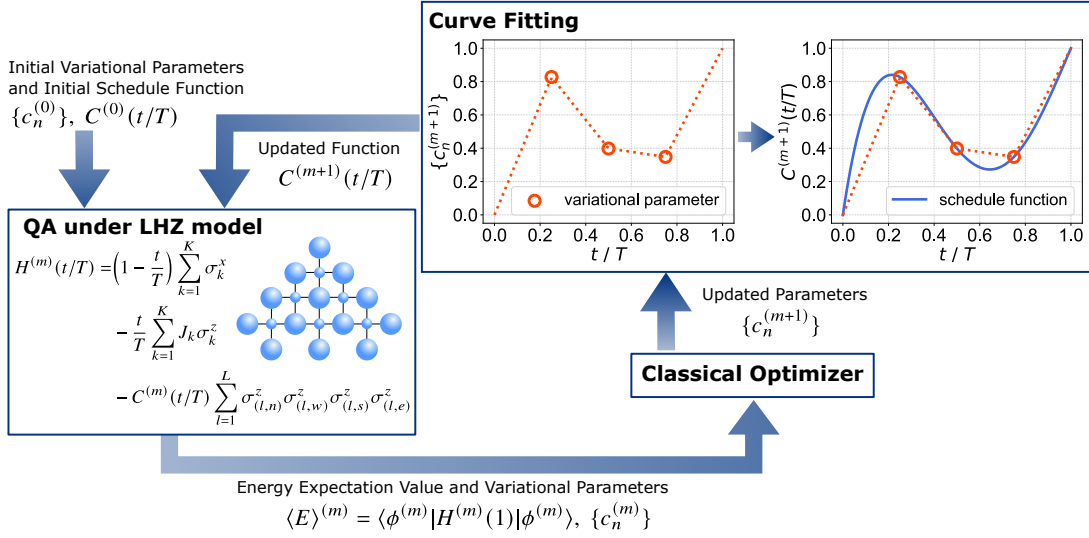 Initial Variational Parameters
and Initial Schedule Function
{c_n^{(0)}}, C^{(0)}(t/T)
Updated Function
C^{(m+1)}(t/T)
QA under LHZ model
H^{(m)}(t/T) = (1 − t/T) ∑_{k=1}^{K} σ_k^x
− t/T ∑_{k=1}^{K} J_k σ_k^z
− C^{(m)}(t/T) ∑_{l=1}^{L} σ_{(l,n)}^z σ_{(l,w)}^z σ_{(l,s)}^z σ_{(l,e)}^z
Curve Fitting
{c_n^{(m+1)}}
1.0
0.8
0.6
0.4
0.2
0.0
variational parameter
0.0 0.2 0.4 0.6 0.8 1.0
t / T
C^{(m+1)}(t/T)
1.0
0.8
0.6
0.4
0.2
0.0
schedule function
0.0 0.2 0.4 0.6 0.8 1.0
t / T
Updated Parameters
{c_n^{(m+1)}}
Classical Optimizer
Energy Expectation Value and Variational Parameters
⟨E⟩^{(m)} = ⟨ϕ^{(m)}|H^{(m)}(1)|ϕ^{(m)}⟩, {c_n^{(m)}}